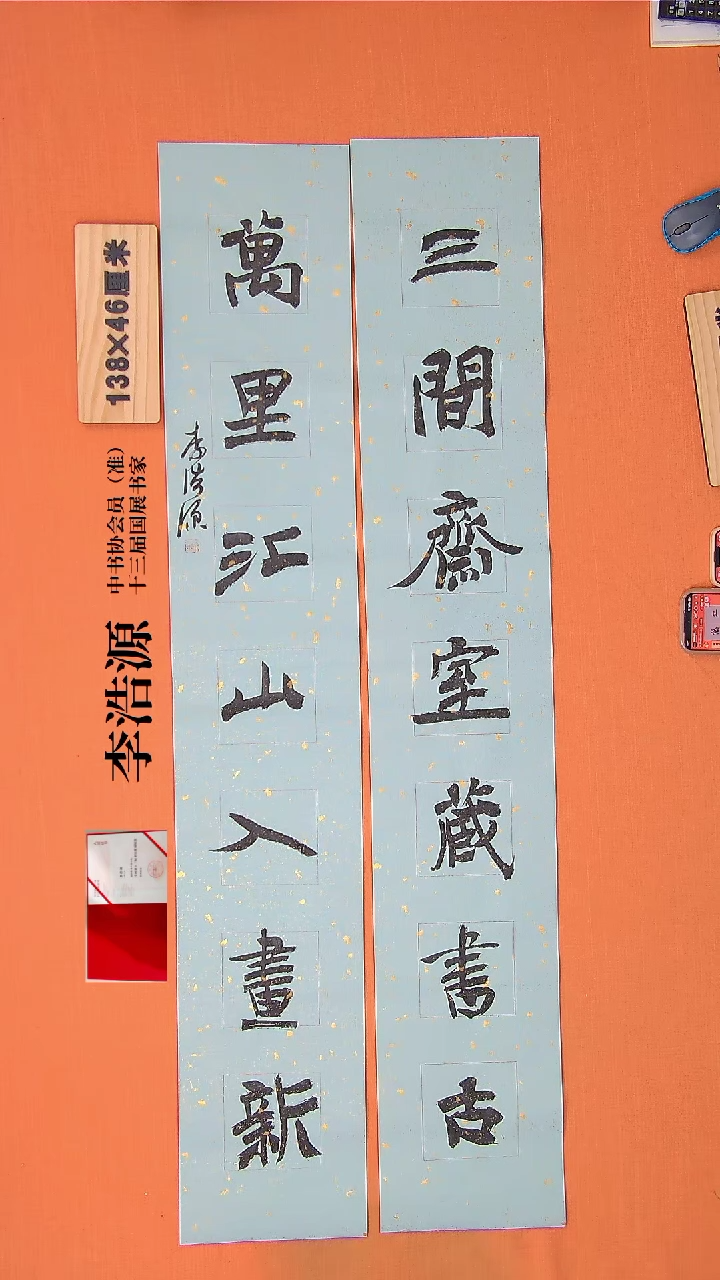 三間齋室蔵書古
萬里江山入畫新
李浩源
138×46厘米
中书协会员（准）
十三届国展书家
李浩源